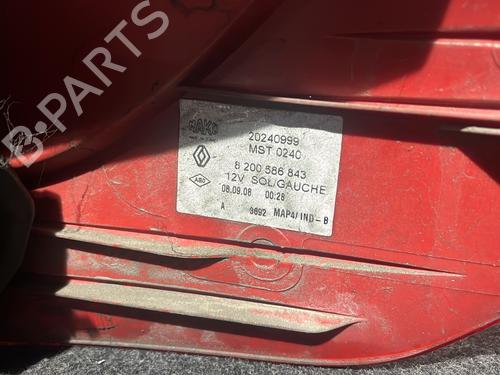 MAKO
20240999
MST 0240
8 200 586 843
12V SOL/GAUCHE
08.09.08 00:28
A 3692 MAP4/IND-B
B-PARTS